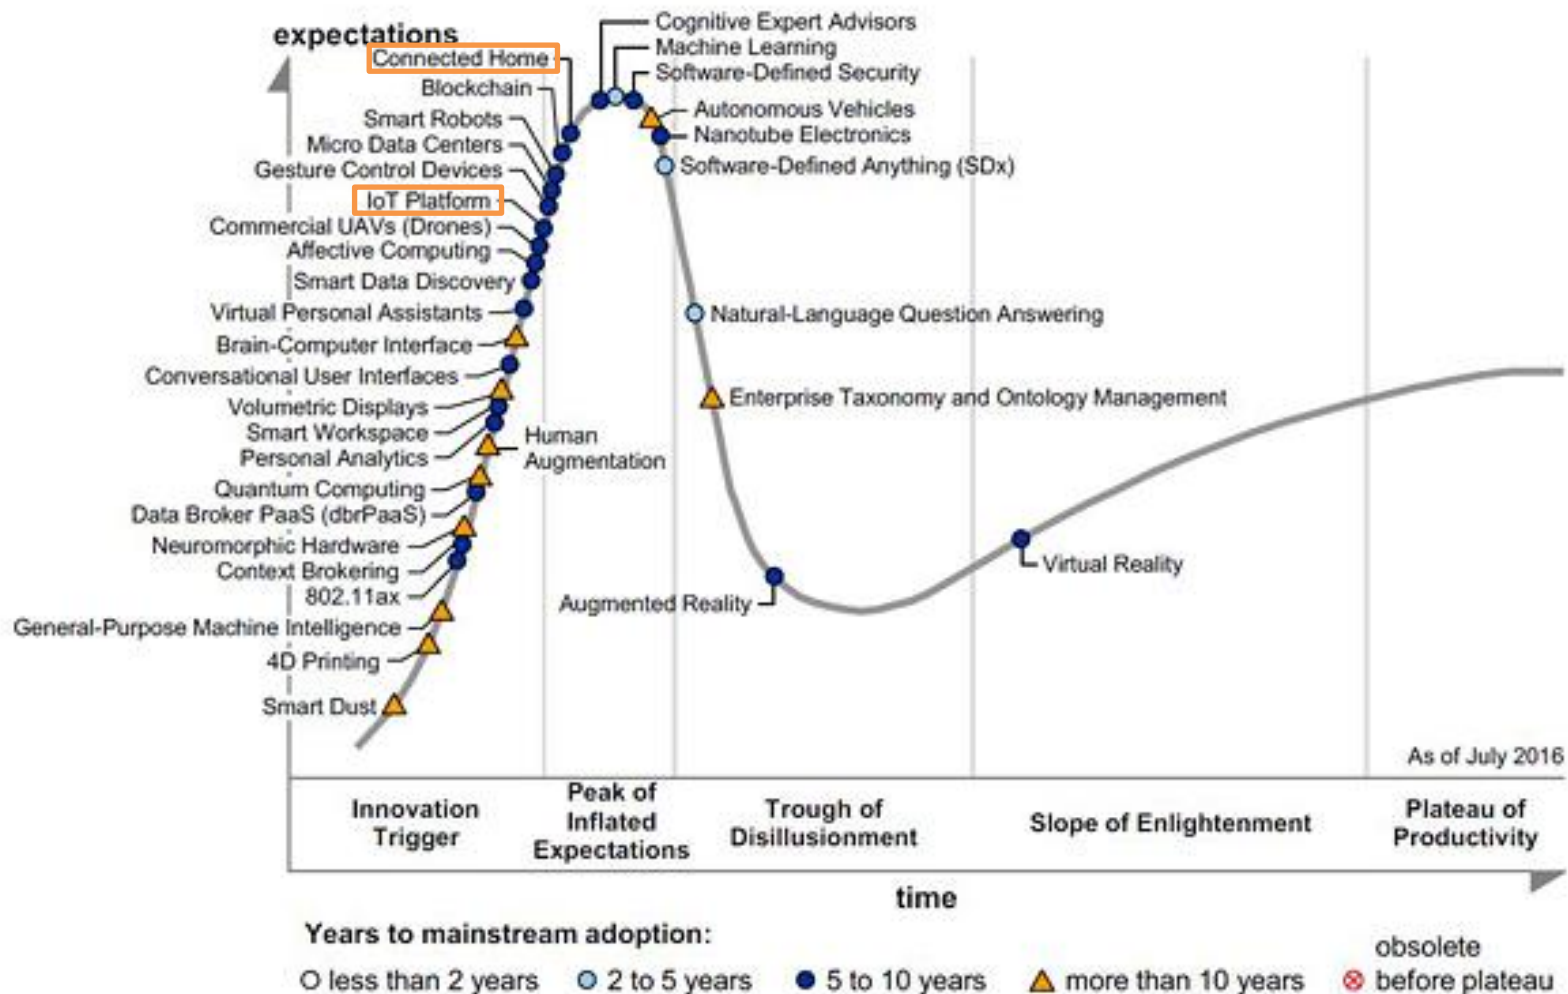 expectations
Connected Home
Blockchain
Smart Robots
Micro Data Centers
Gesture Control Devices
IoT Platform
Commercial UAVs (Drones)
Affective Computing
Smart Data Discovery
Virtual Personal Assistants
Brain-Computer Interface
Conversational User Interfaces
Volumetric Displays
Smart Workspace
Personal Analytics
Quantum Computing
Data Broker PaaS (dbrPaaS)
Neuromorphic Hardware
Context Brokering
802.11ax
General-Purpose Machine Intelligence
4D Printing
Smart Dust
Human
Augmentation
Cognitive Expert Advisors
Machine Learning
Software-Defined Security
Autonomous Vehicles
Nanotube Electronics
Software-Defined Anything (SDx)
Natural-Language Question Answering
Enterprise Taxonomy and Ontology Management
Augmented Reality
Virtual Reality
As of July 2016
Innovation
Trigger
Peak of
Inflated
Expectations
Trough of
Disillusionment
Slope of Enlightenment
Plateau of
Productivity
time
Years to mainstream adoption:
less than 2 years
2 to 5 years
5 to 10 years
more than 10 years
obsolete
before plateau